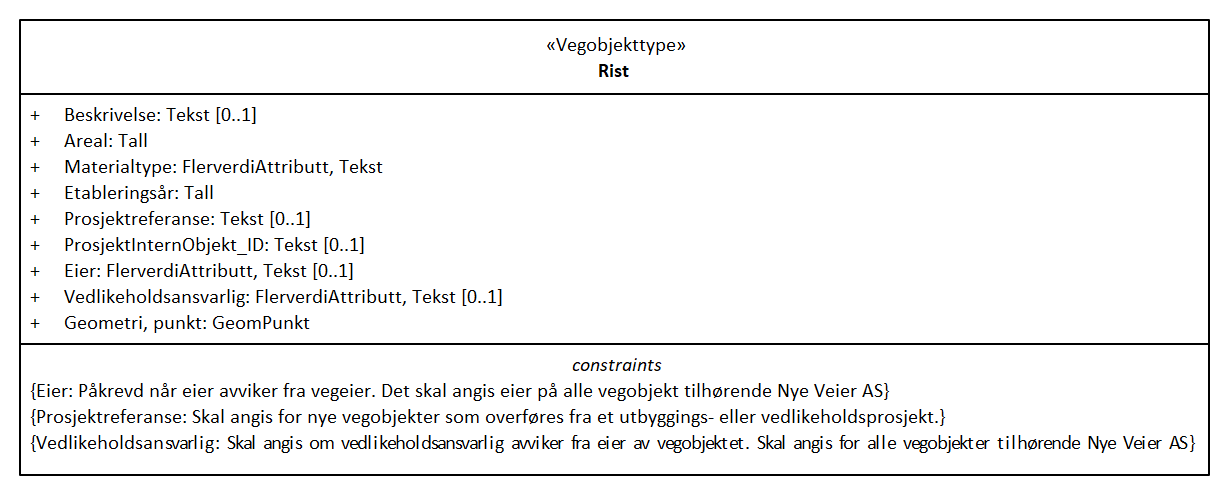 «Vegobjekttype»
Rist
+ Beskrivelse: Tekst [0..1]
+ Areal: Tall
+ Materialtype: FlerverdiAttributt, Tekst
+ Etableringsår: Tall
+ Prosjektreferanse: Tekst [0..1]
+ ProsjektInternObjekt_ID: Tekst [0..1]
+ Eier: FlerverdiAttributt, Tekst [0..1]
+ Vedlikeholdsansvarlig: FlerverdiAttributt, Tekst [0..1]
+ Geometri, punkt: GeomPunkt
constraints
{Eier: Påkrevd når eier avviker fra vegeier. Det skal angis eier på alle vegobjekt tilhørende Nye Veier AS}
{Prosjektreferanse: Skal angis for nye vegobjekter som overføres fra et utbyggings- eller vedlikeholdsprosjekt.}
{Vedlikeholdsansvarlig: Skal angis om vedlikeholdsansvarlig avviker fra eier av vegobjektet. Skal angis for alle vegobjekter tilhørende Nye Veier AS}